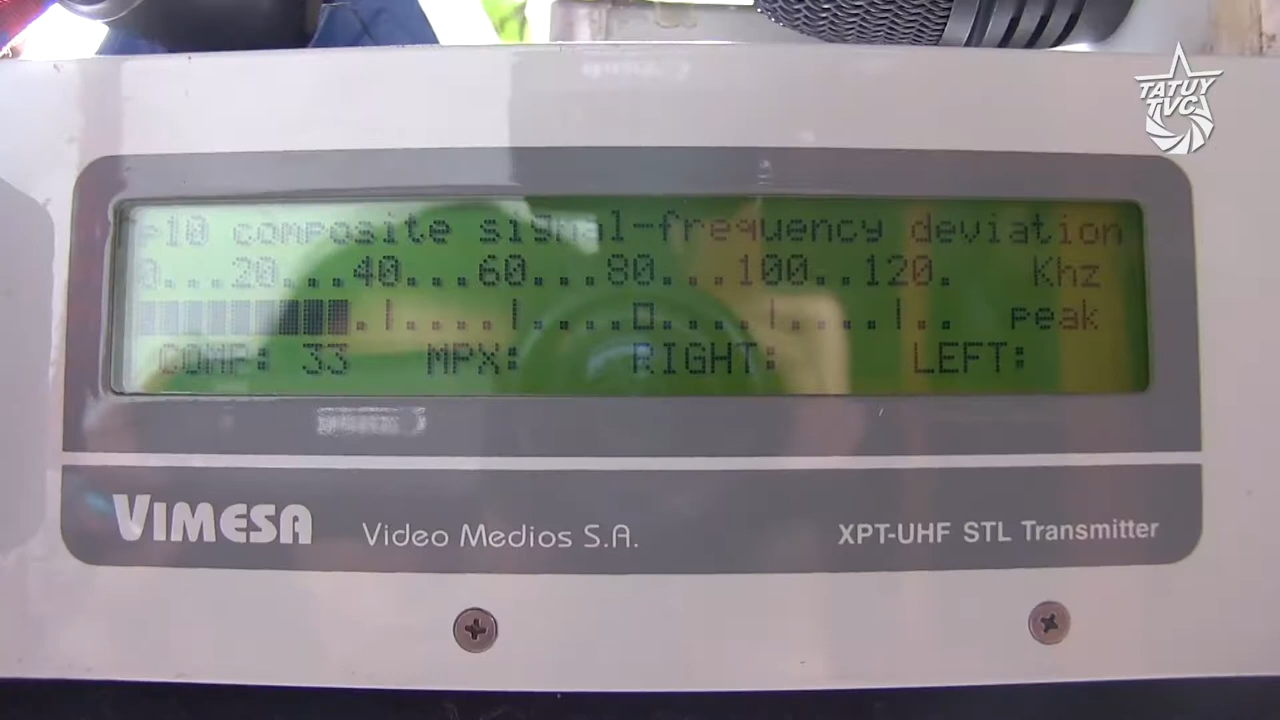 TATUY
TVC
p10 composite signal-frequency deviation
0...20...40...60...80...100..120. Khz
peak
COMP: 33 MPX: RIGHT: LEFT:
VIMESA Video Medios S.A. XPT-UHF STL Transmitter